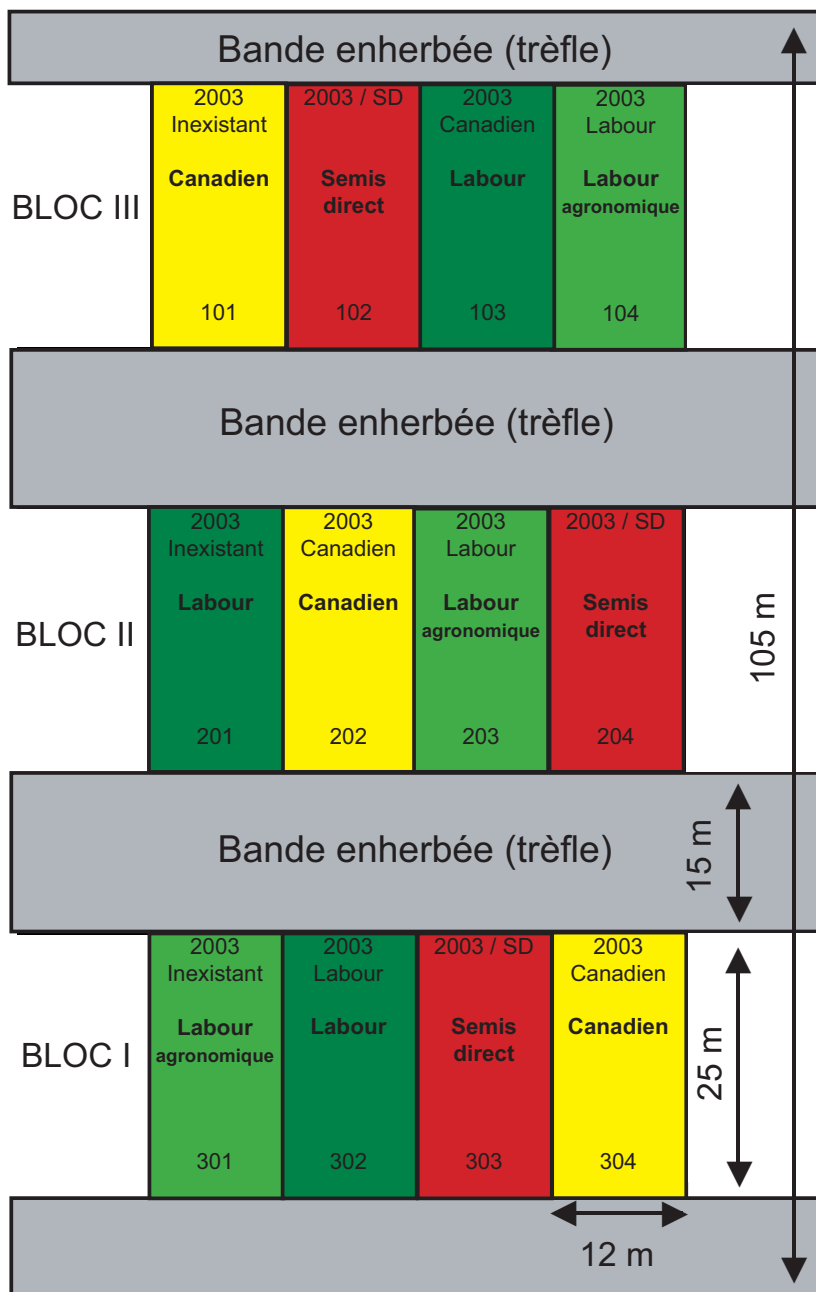 Bande enherbée (trèfle)
2003
Inexistant
Canadien
101
2003 / SD
Semis
direct
102
2003
Canadien
Labour
103
2003
Labour
Labour
agronomique
104
BLOC III
Bande enherbée (trèfle)
2003
Inexistant
Labour
201
2003
Canadien
Canadien
202
2003
Labour
Labour
agronomique
203
2003 / SD
Semis
direct
204
BLOC II
105 m
Bande enherbée (trèfle)
15 m
2003
Inexistant
Labour
agronomique
301
2003
Labour
Labour
302
2003 / SD
Semis
direct
303
2003
Canadien
Canadien
304
BLOC I
25 m
12 m